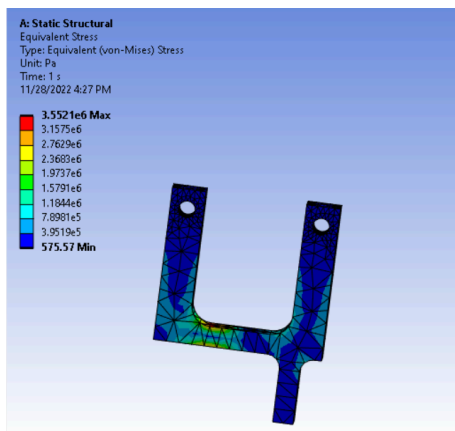 A: Static Structural
Equivalent Stress
Type: Equivalent (von-Mises) Stress
Unit: Pa
Time: 1 s
11/28/2022 4:27 PM
3.5521e6 Max
3.1575e6
2.7629e6
2.3683e6
1.9737e6
1.5791e6
1.1844e6
7.8981e5
3.9519e5
575.57 Min